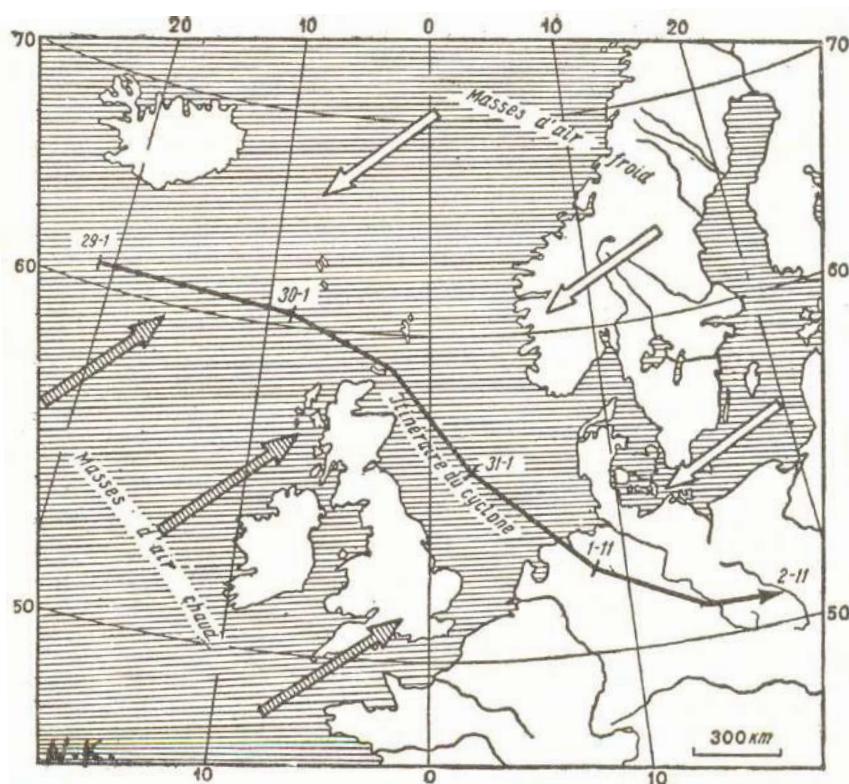 20 10 0 10 20
70 70
Masses d'air froid
29-1
60 60
30-1
Itinéraire du cyclone
31-1
Masses d'air chaud
1-11
2-11
50 50
300 км
N.K.
10 0 10